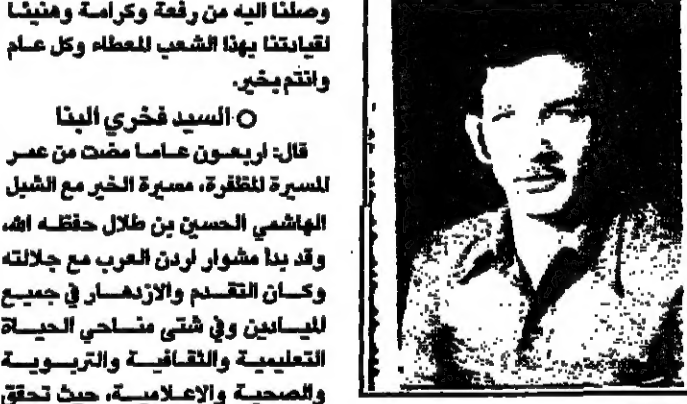 وصلنا اليه من رفعة وكرامة وهنيئا
لقيادتنا بهذا الشعب المعطاء وكل عام
وانتم بخير.
○ السيد فخري البنا
قال: اربعون عاما مضت من عمر
المسيرة المظفرة، مسيرة الخير مع الشبل
الهاشمي الحسين بن طلال حفظه الله،
وقد بدأ مشوار اردن العرب مع جلالته
وكان التقدم والازدهار في جميع
الميادين وفي شتى مناحي الحياة
التعليمية والثقافية والتربوية
والصحية والاعلامية، حيث تحقق